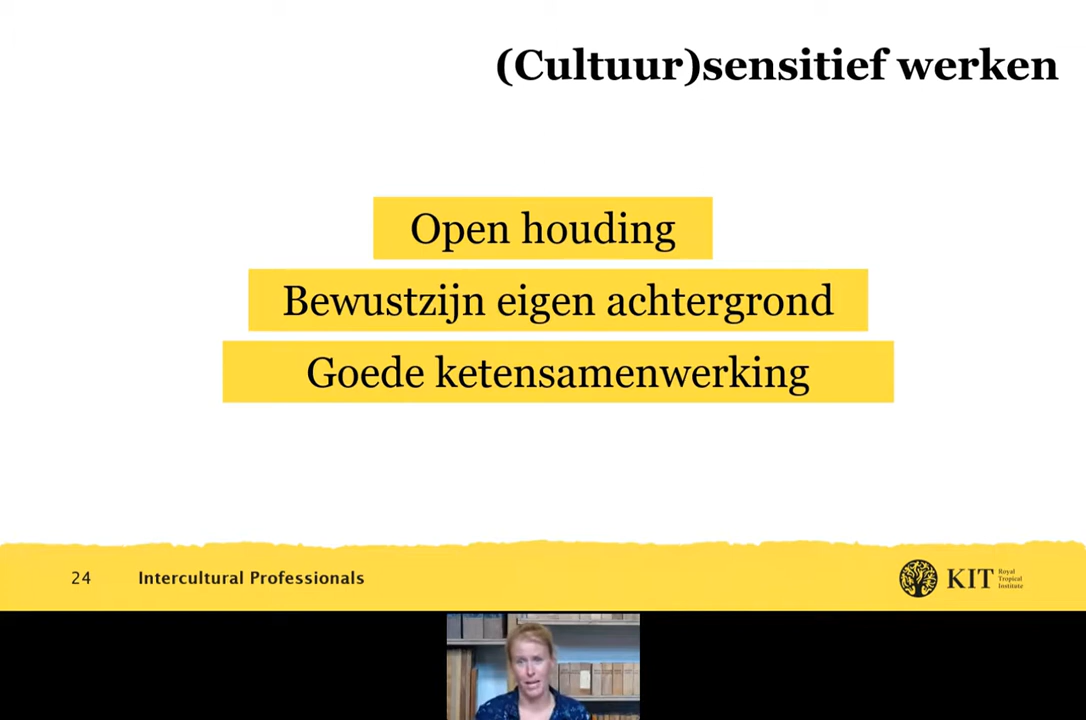 (Cultuur)sensitief werken
Open houding
Bewustzijn eigen achtergrond
Goede ketensamenwerking
24 Intercultural Professionals
KIT Royal
Tropical
Institute